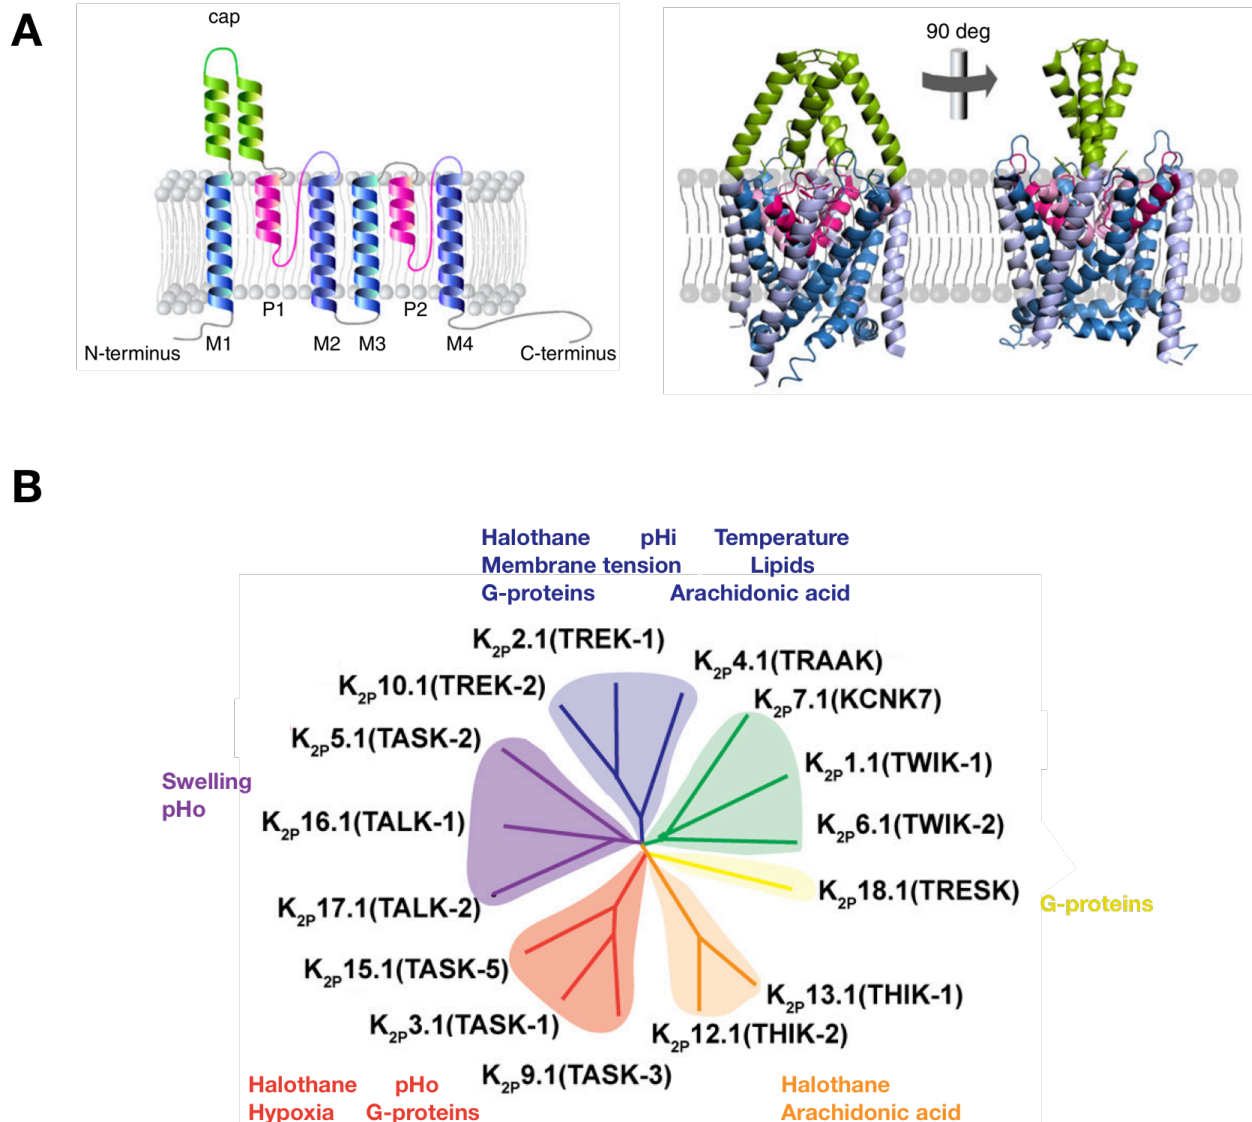 A
cap
P1
P2
N-terminus M1 M2 M3 M4 C-terminus
90 deg
B
Halothane pHi Temperature
Membrane tension Lipids
G-proteins Arachidonic acid
K2P2.1(TREK-1)
K2P4.1(TRAAK)
K2P10.1(TREK-2)
K2P7.1(KCNK7)
K2P5.1(TASK-2)
K2P1.1(TWIK-1)
Swelling
pHo
K2P16.1(TALK-1)
K2P6.1(TWIK-2)
K2P18.1(TRESK)
G-proteins
K2P17.1(TALK-2)
K2P15.1(TASK-5)
K2P13.1(THIK-1)
K2P3.1(TASK-1)
K2P12.1(THIK-2)
K2P9.1(TASK-3)
Halothane pHo
Hypoxia G-proteins
Halothane
Arachidonic acid